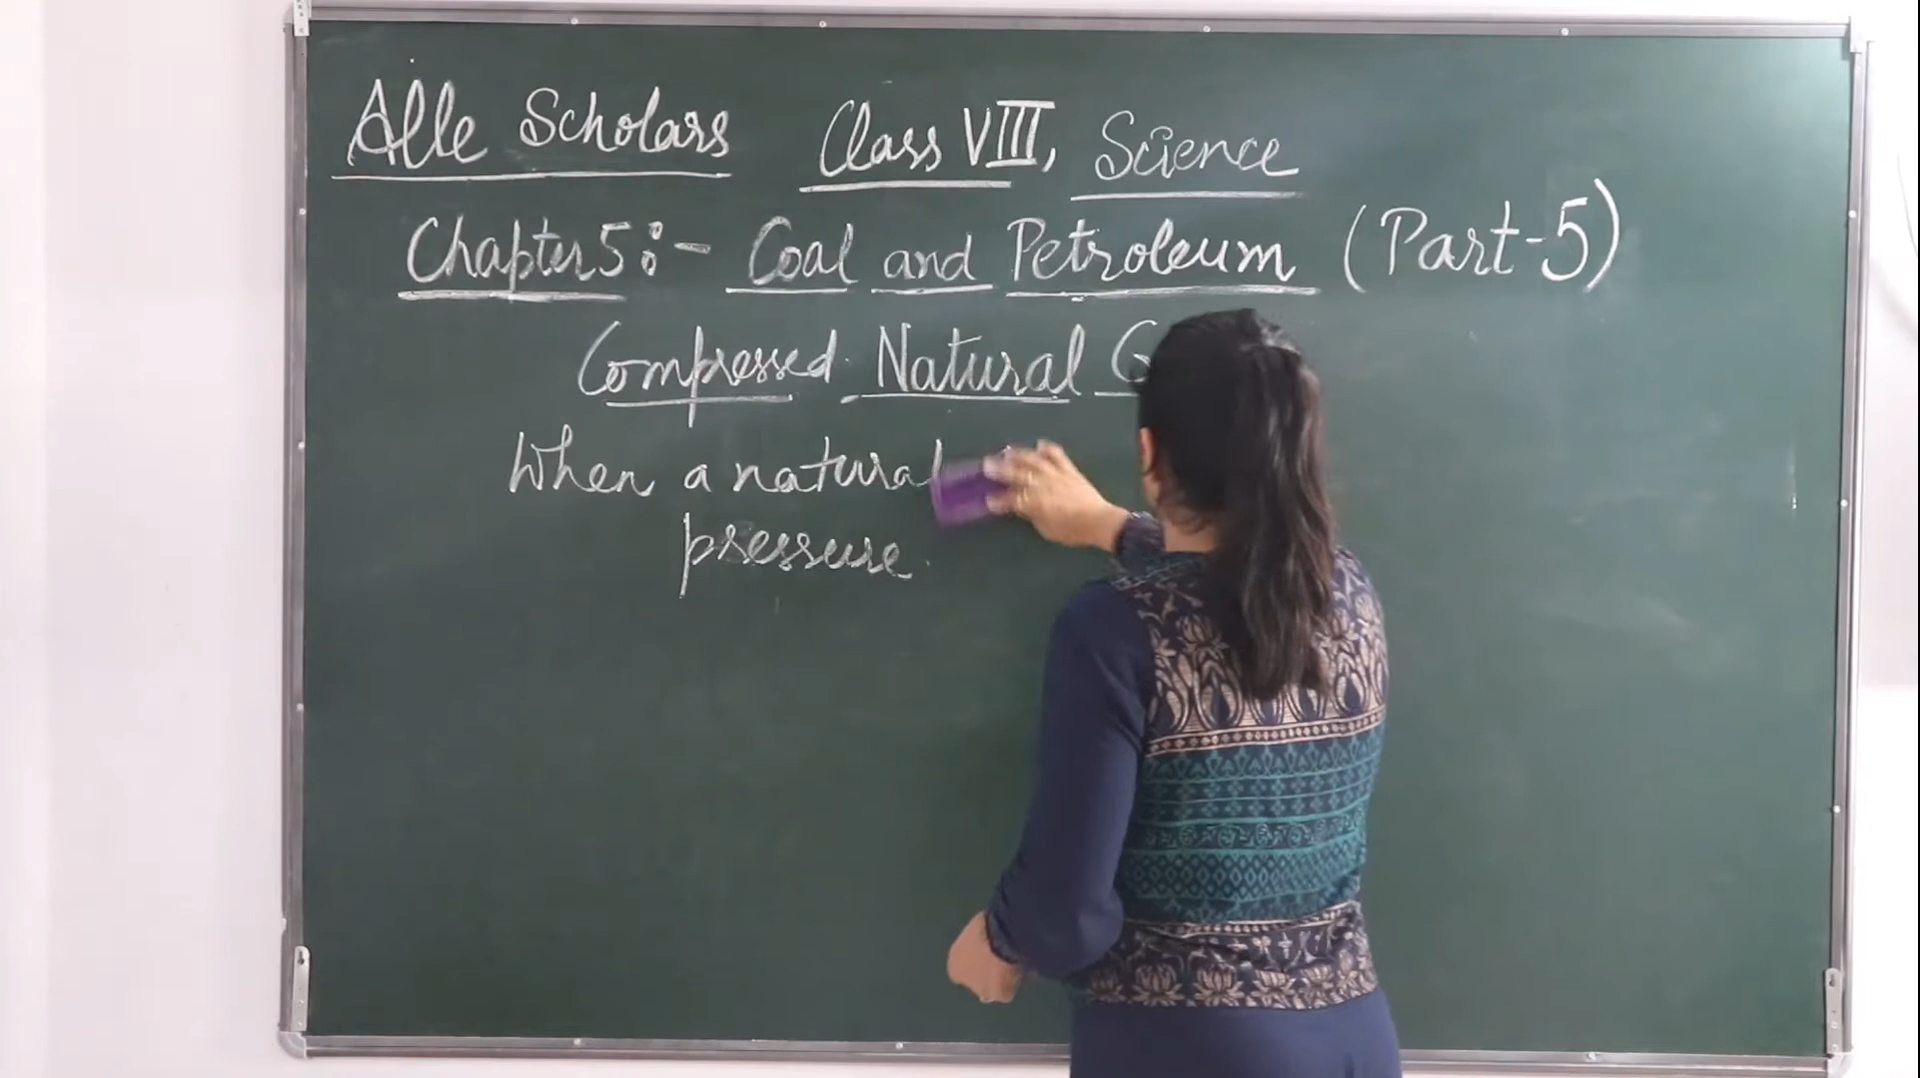 Alle Scholars Class VIII, Science
Chapter 5:- Coal and Petroleum (Part-5)
Compressed Natural G
When a natural
pressure.